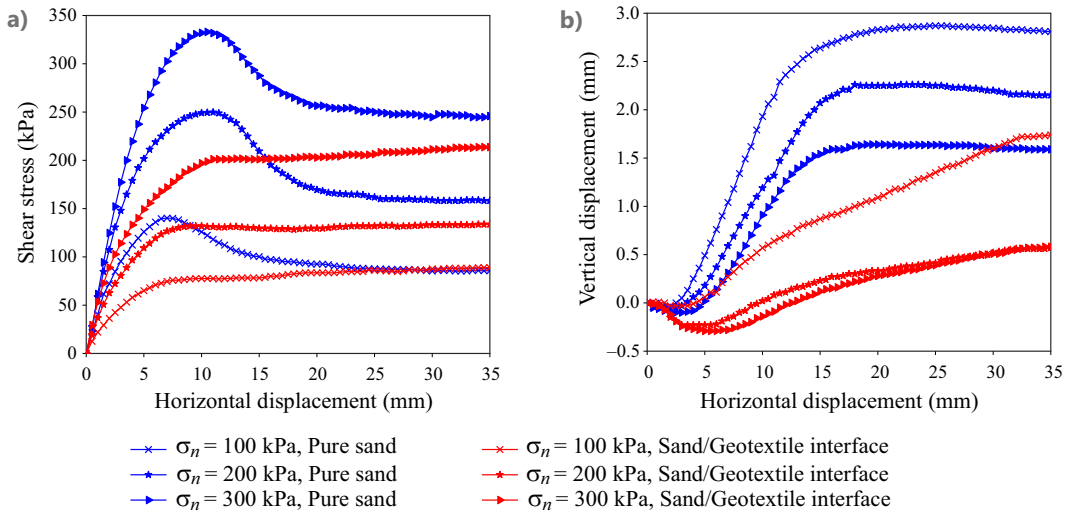 a)
Shear stress (kPa)
350
300
250
200
150
100
50
0
0 5 10 15 20 25 30 35
Horizontal displacement (mm)
b)
Vertical displacement (mm)
3.0
2.5
2.0
1.5
1.0
0.5
0.0
–0.5
0 5 10 15 20 25 30 35
Horizontal displacement (mm)
σn = 100 kPa, Pure sand
σn = 200 kPa, Pure sand
σn = 300 kPa, Pure sand
σn = 100 kPa, Sand/Geotextile interface
σn = 200 kPa, Sand/Geotextile interface
σn = 300 kPa, Sand/Geotextile interface